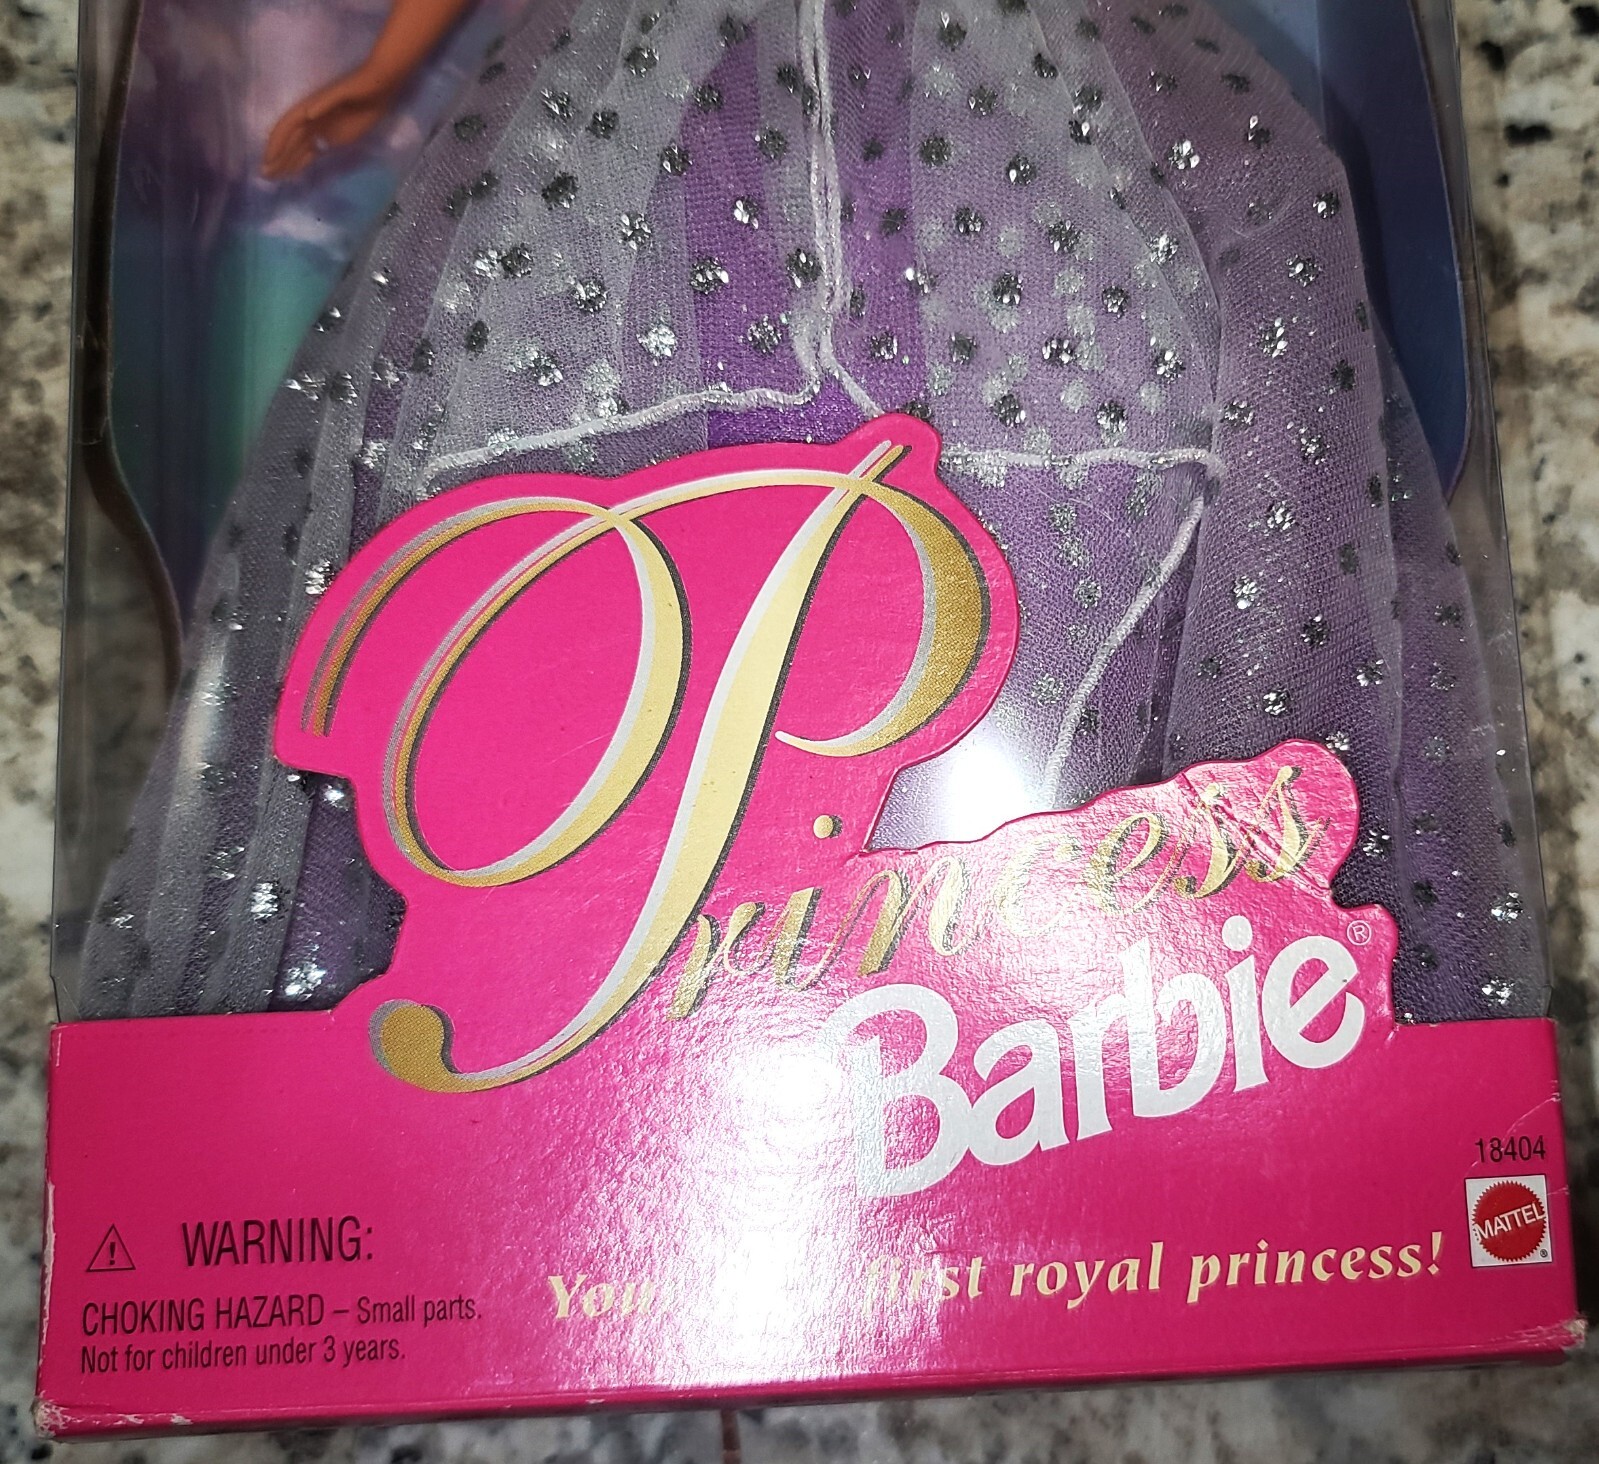 Princess
Barbie®
18404
MATTEL
®
⚠ WARNING:
CHOKING HAZARD – Small parts.
Not for children under 3 years.
first royal princess!